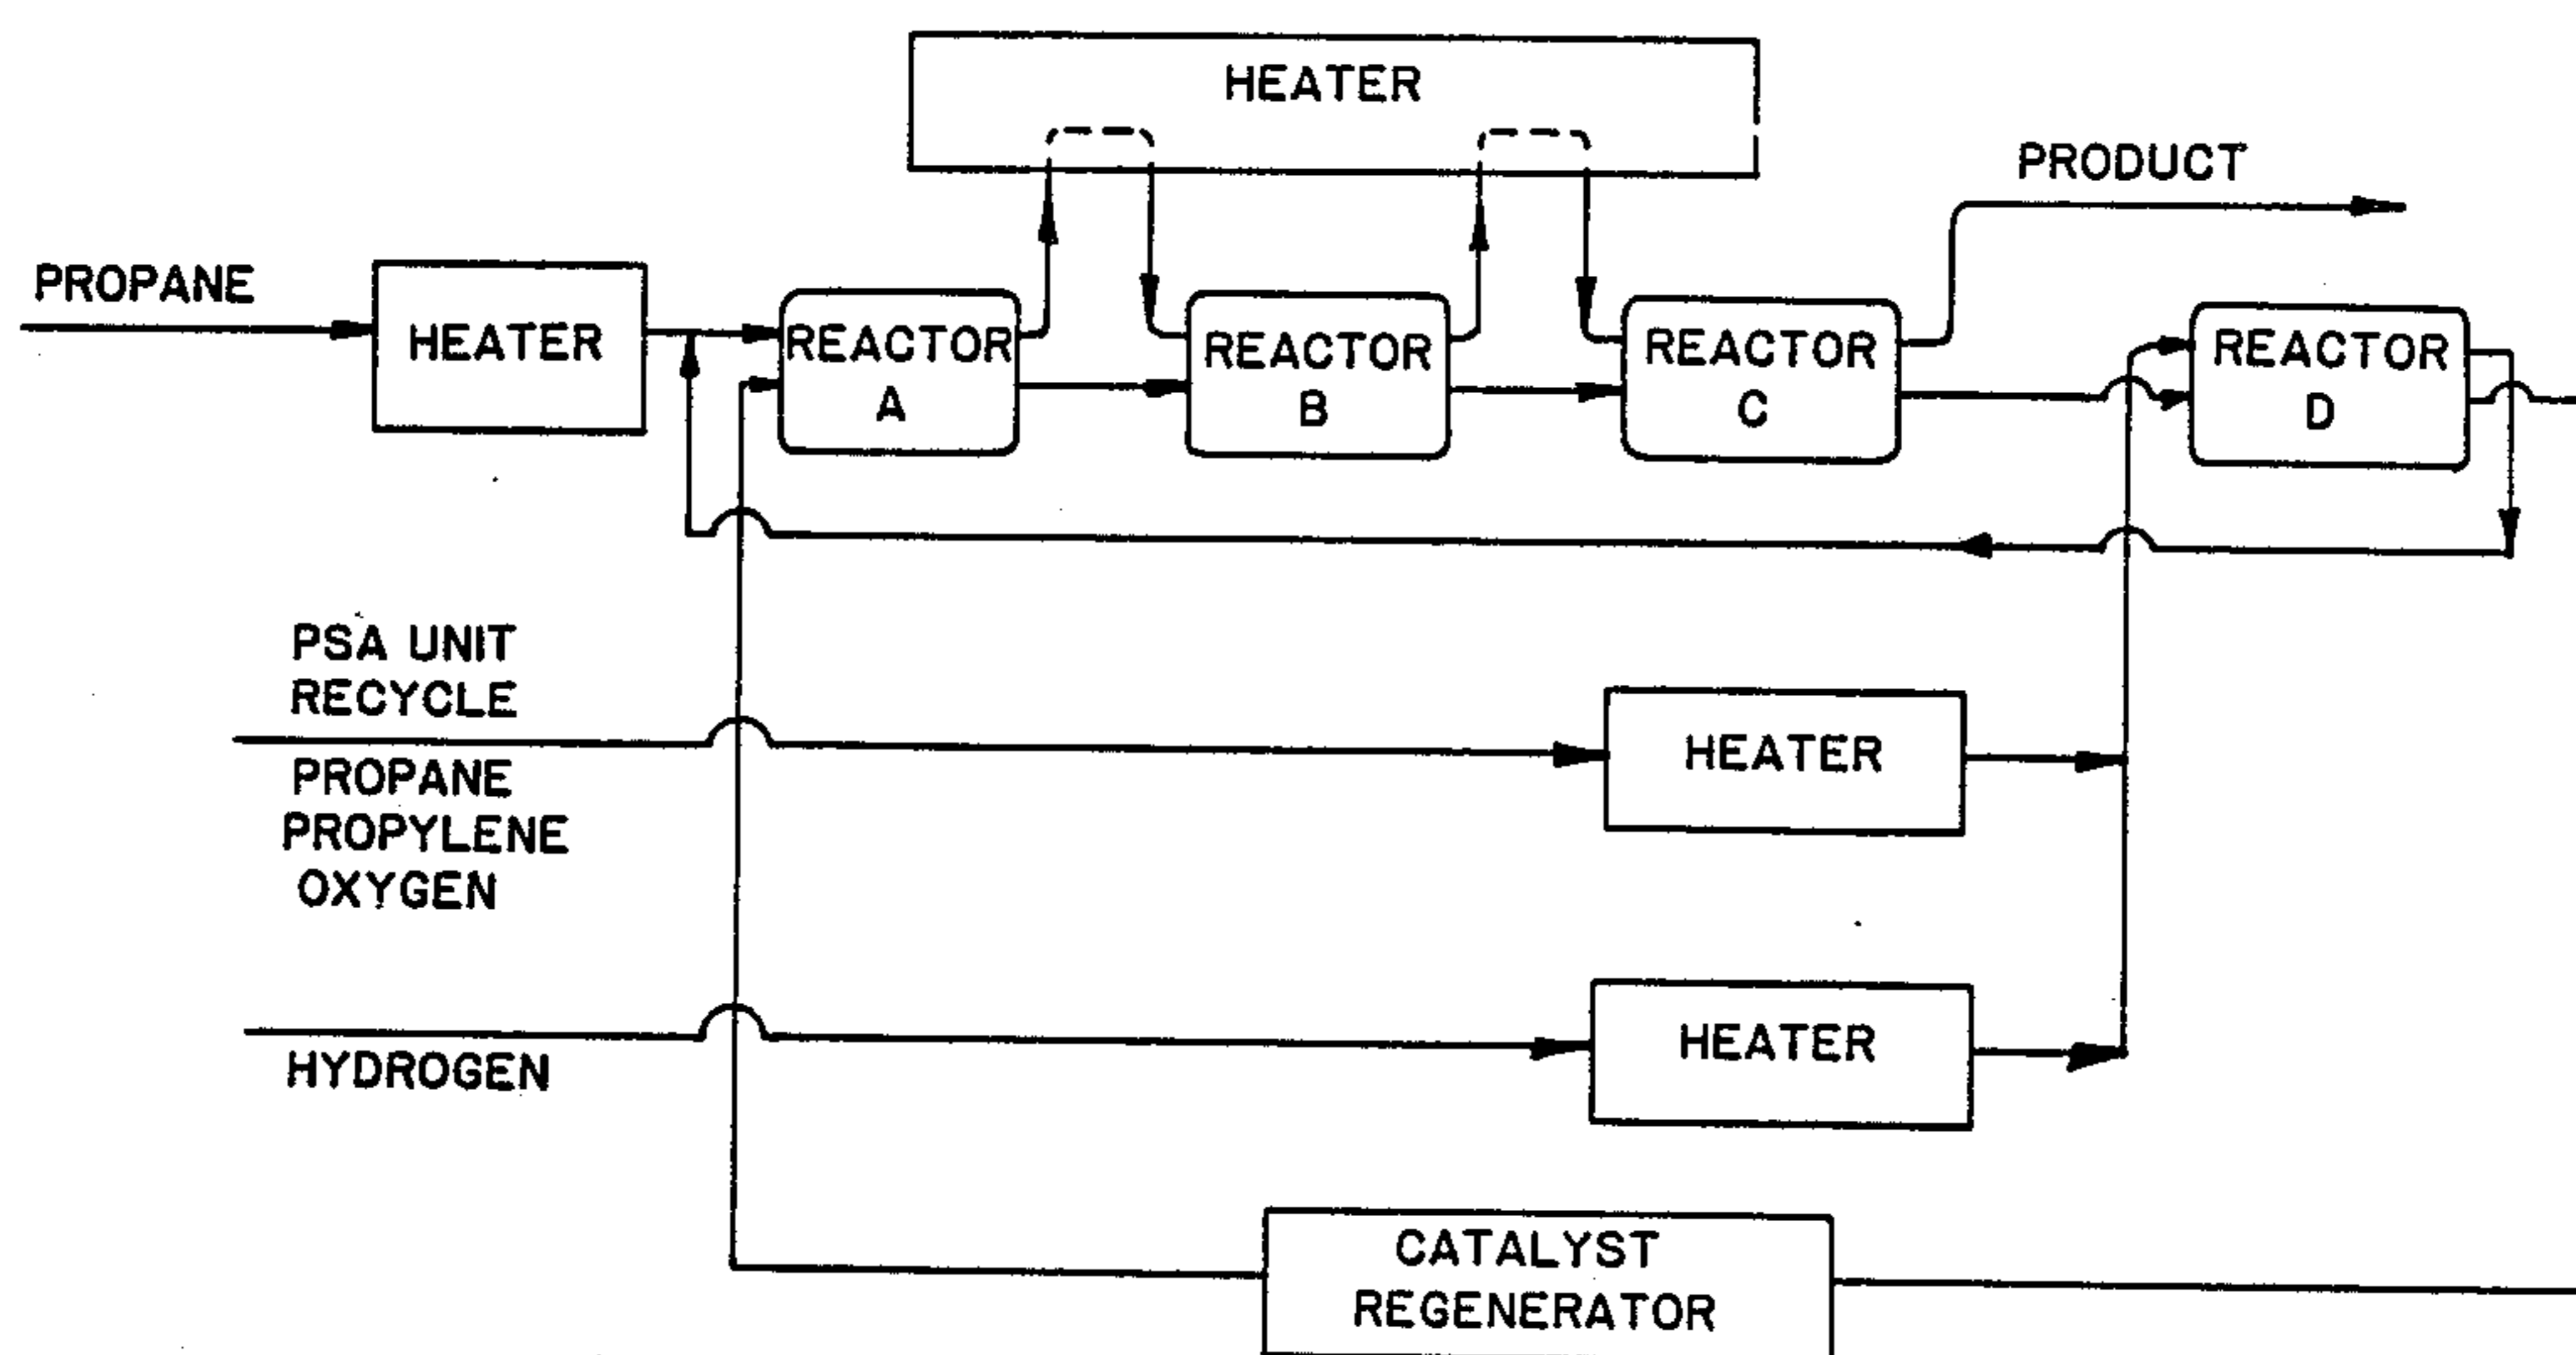 HEATER
PRODUCT
PROPANE
HEATER
REACTOR
A
REACTOR
B
REACTOR
C
REACTOR
D
PSA UNIT
RECYCLE
PROPANE
PROPYLENE
OXYGEN
HEATER
HYDROGEN
HEATER
CATALYST
REGENERATOR